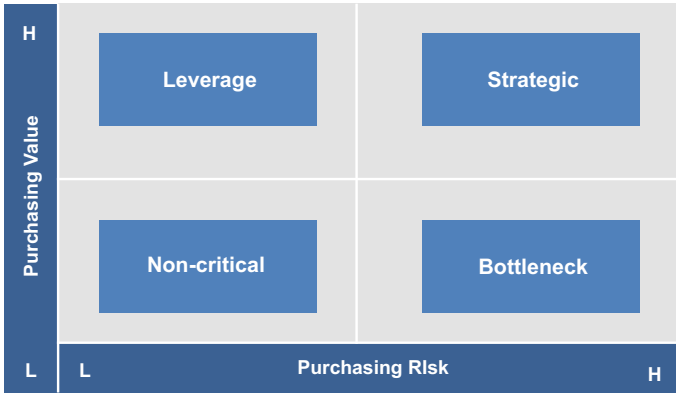 H
Leverage
Strategic
Purchasing Value
Non-critical
Bottleneck
L
L
Purchasing RIsk
H